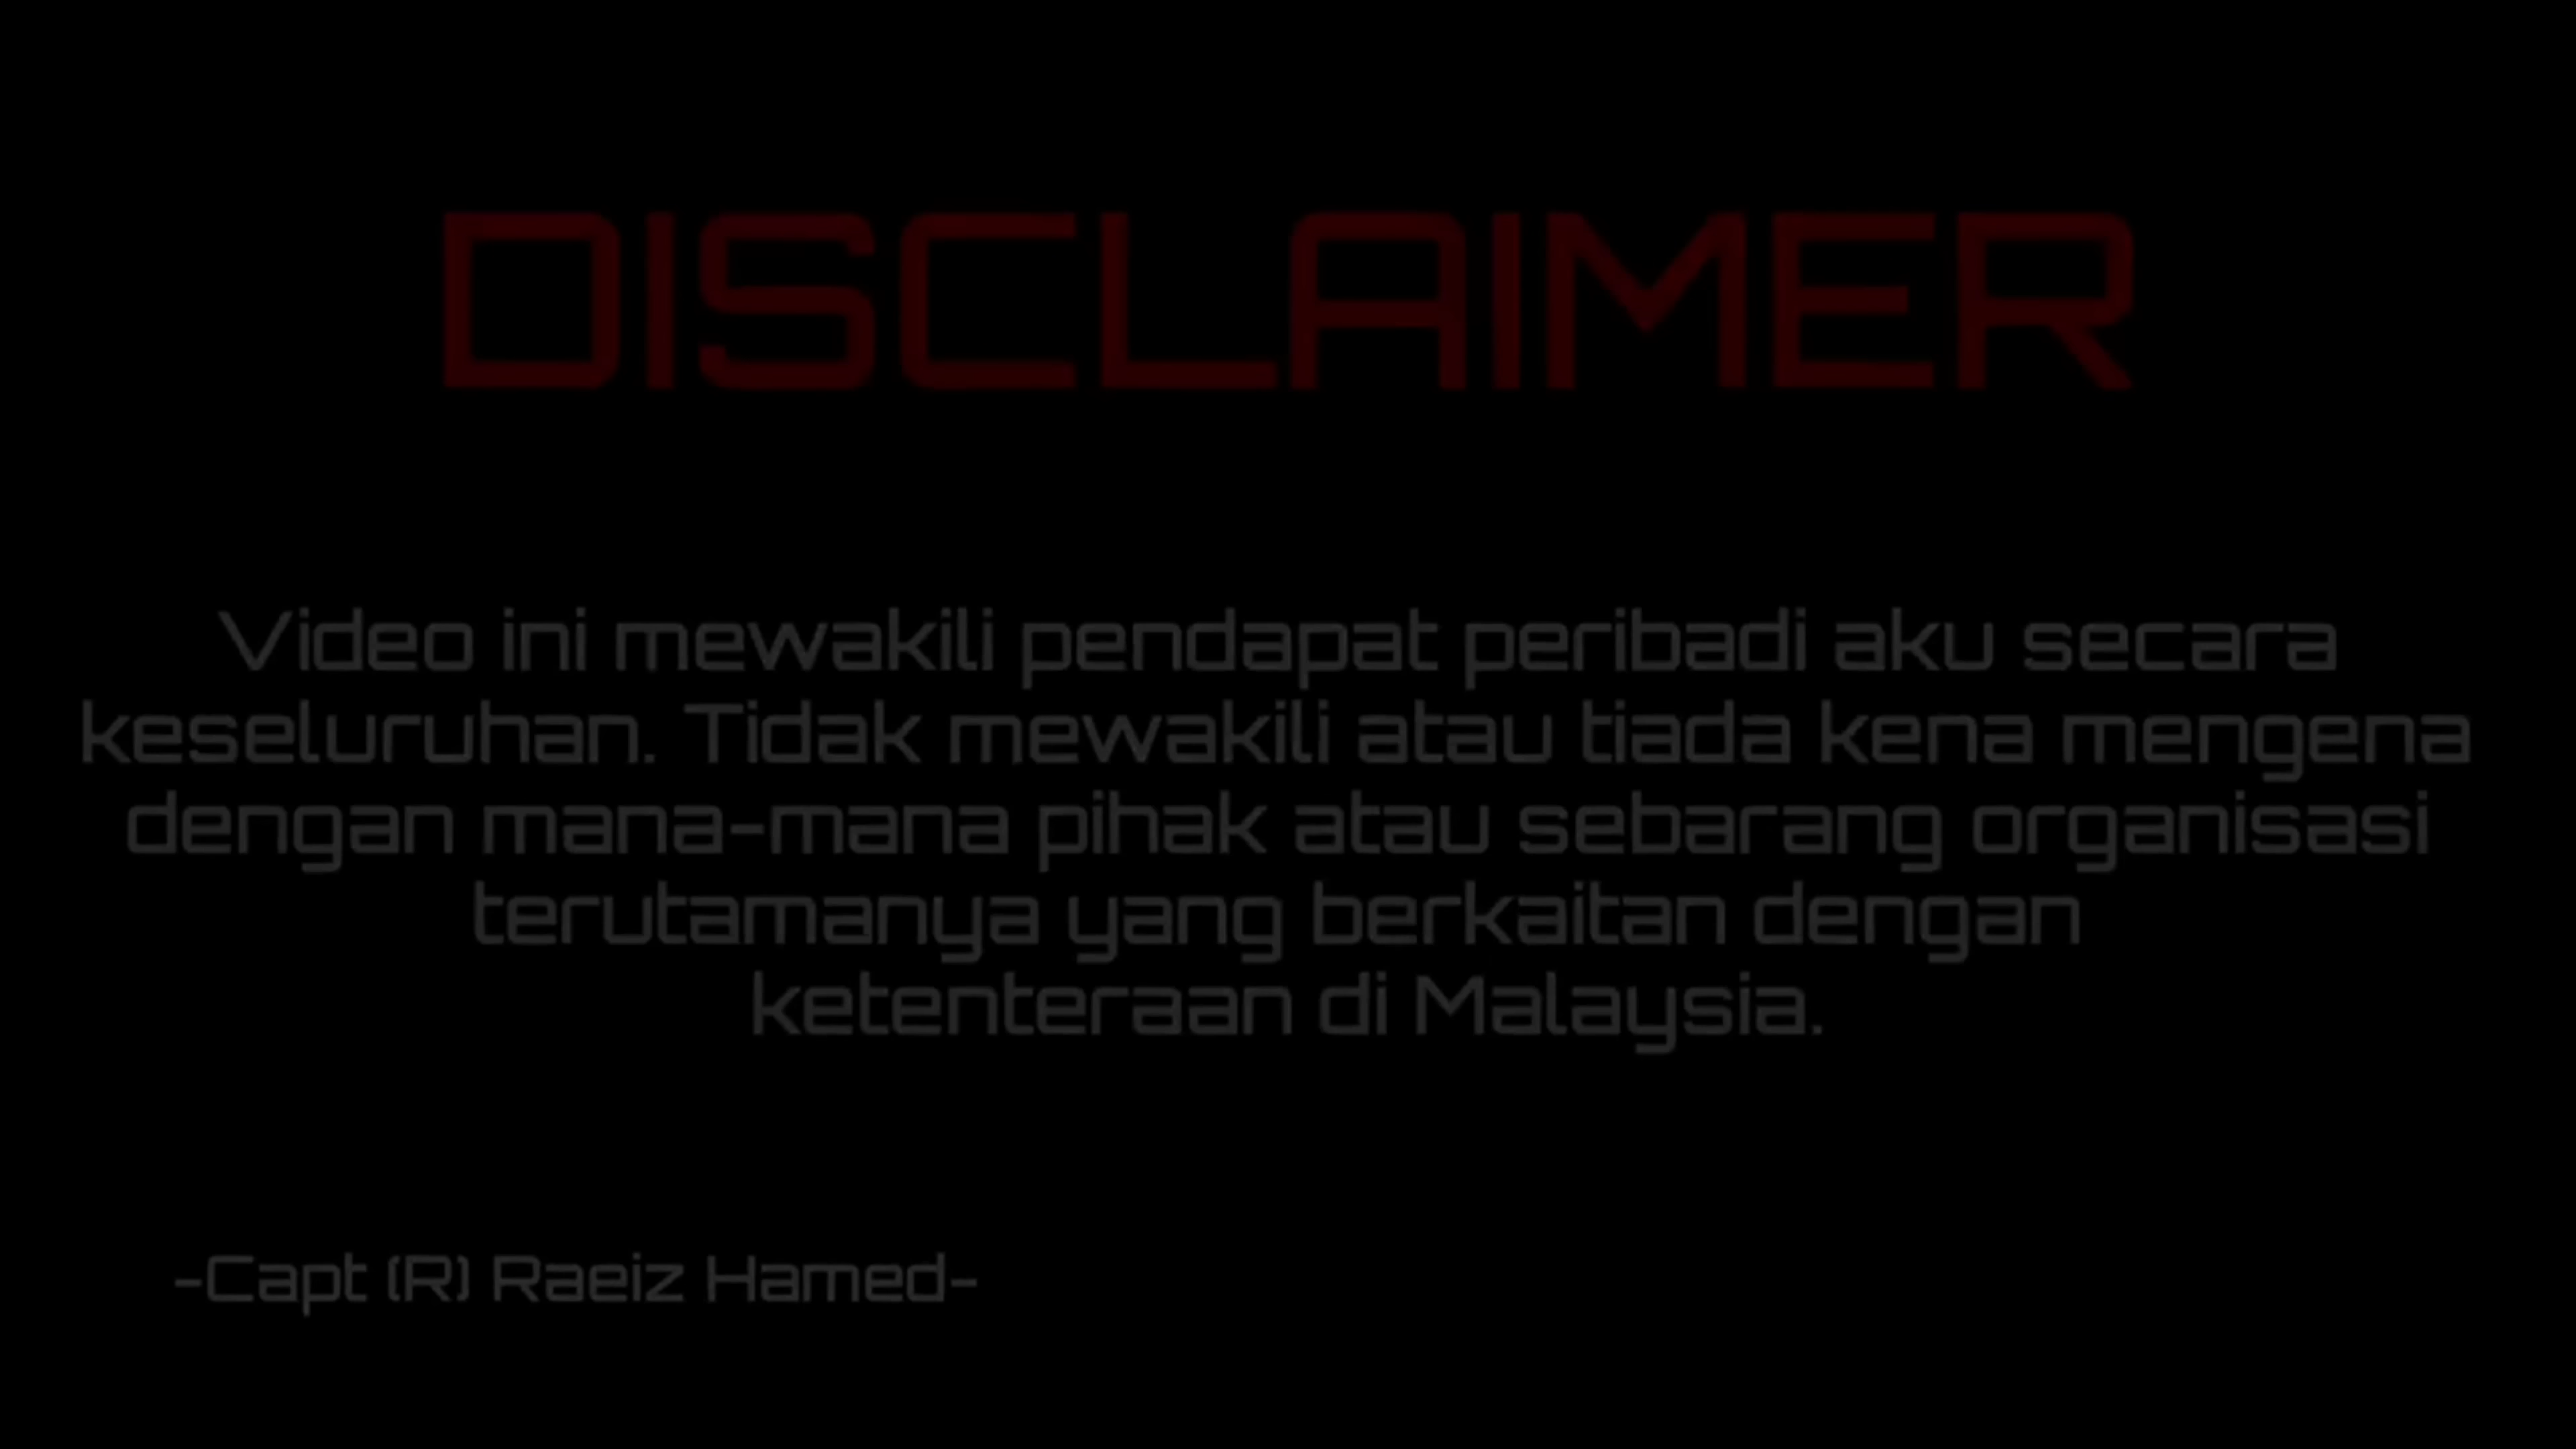 DISCLAIMER
Video ini mewakili pendapat peribadi aku secara
keseluruhan. Tidak mewakili atau tiada kena mengena
dengan mana-mana pihak atau sebarang organisasi
terutamanya yang berkaitan dengan
ketenteraan di Malaysia.
-Capt (R) Raeiz Hamed-